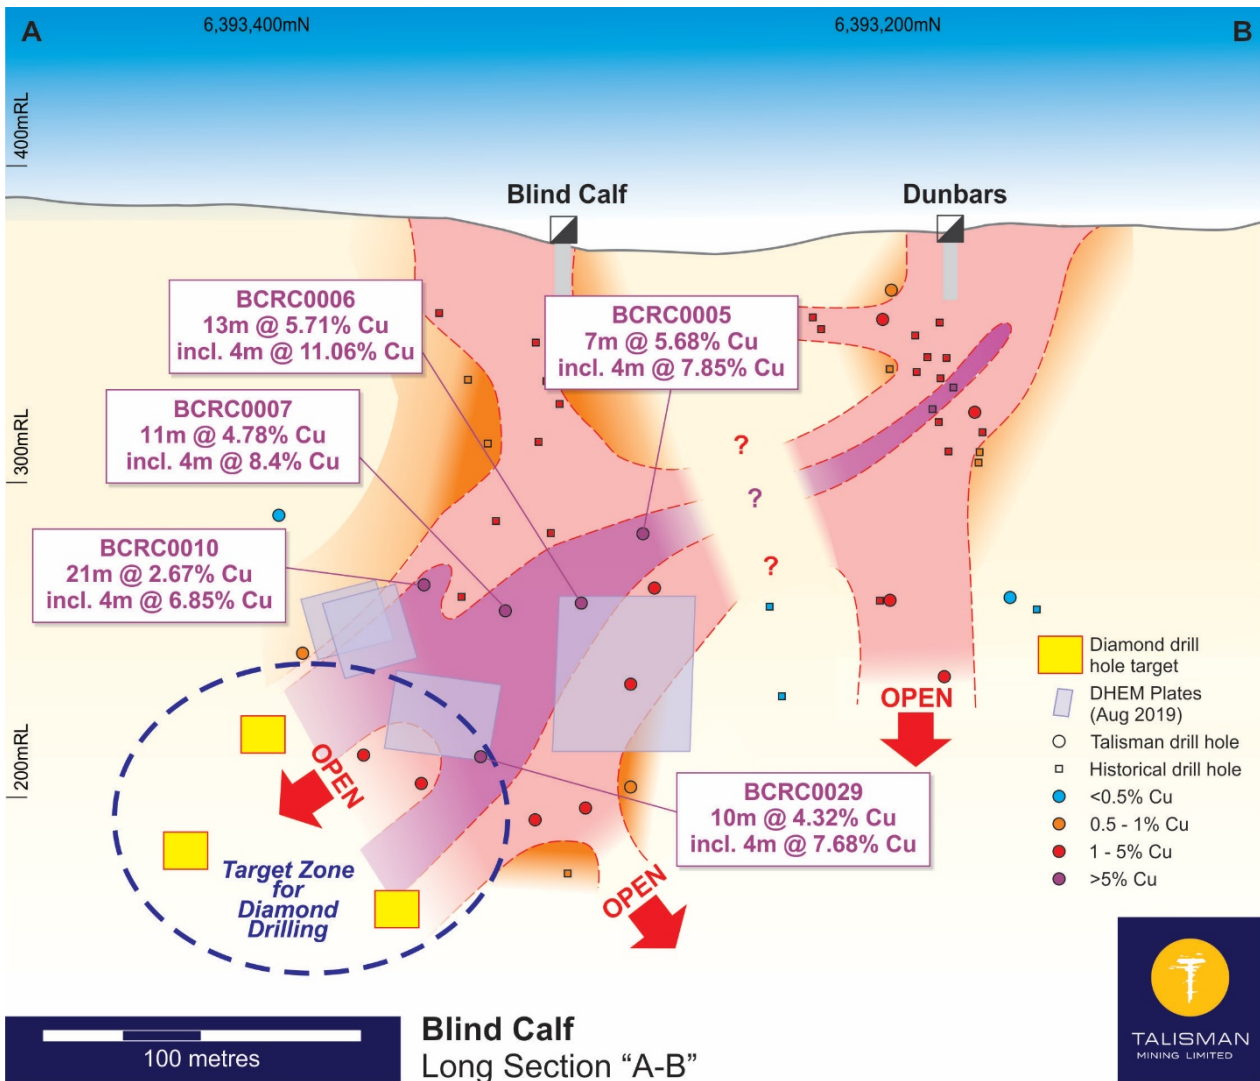 A
6,393,400mN
6,393,200mN
B
400mRL
300mRL
200mRL
Blind Calf
Dunbars
BCRC0006
13m @ 5.71% Cu
incl. 4m @ 11.06% Cu
BCRC0005
7m @ 5.68% Cu
incl. 4m @ 7.85% Cu
BCRC0007
11m @ 4.78% Cu
incl. 4m @ 8.4% Cu
?
?
?
BCRC0010
21m @ 2.67% Cu
incl. 4m @ 6.85% Cu
BCRC0029
10m @ 4.32% Cu
incl. 4m @ 7.68% Cu
OPEN
OPEN
OPEN
Target Zone
for
Diamond
Drilling
Diamond drill
hole target
DHEM Plates
(Aug 2019)
Talisman drill hole
Historical drill hole
<0.5% Cu
0.5 - 1% Cu
1 - 5% Cu
>5% Cu
100 metres
Blind Calf
Long Section “A-B”
TALISMAN
MINING LIMITED